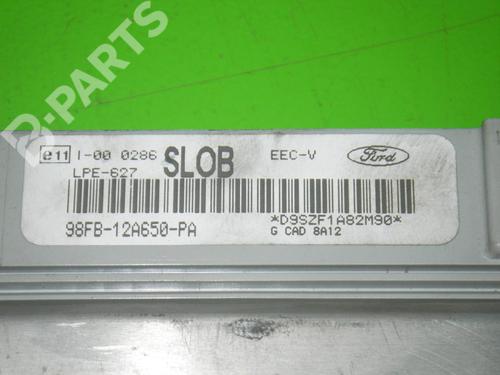 B-PARTS
e11 I-00 0286 SLOB EEC-V Ford
LPE-627
98FB-12A650-PA *D9SZF1A82M90*
G CAD 8A12